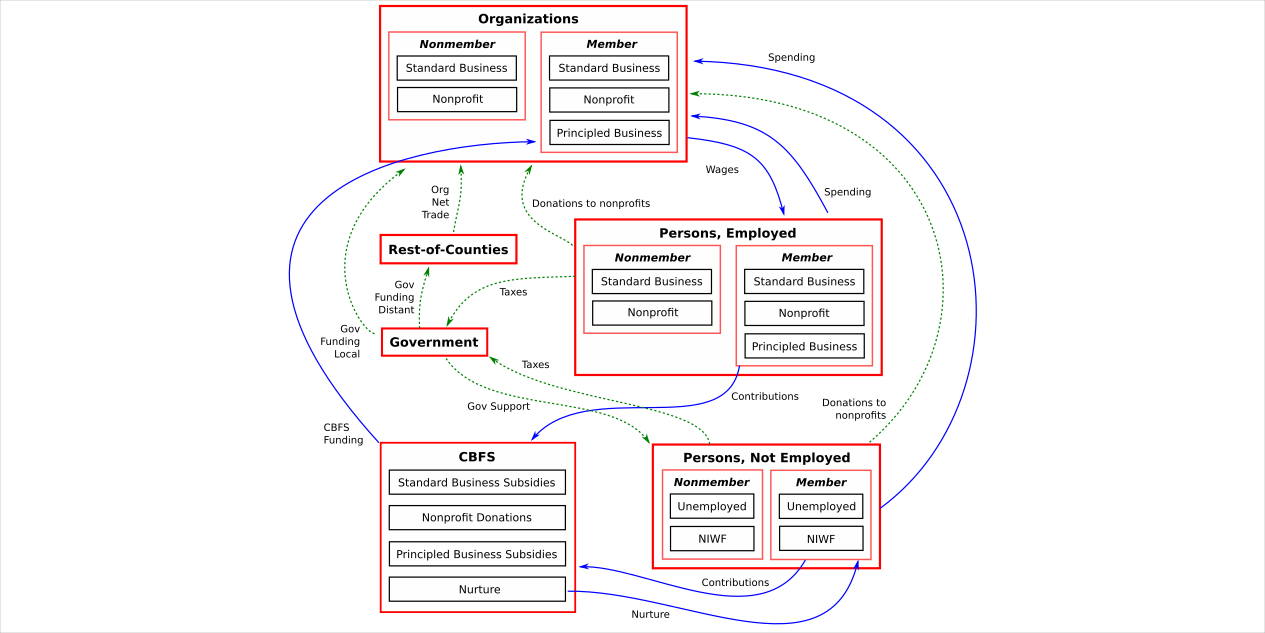 Organizations
Nonmember
Standard Business
Nonprofit
Member
Standard Business
Nonprofit
Principled Business
Spending
Wages
Spending
Org
Net
Trade
Donations to nonprofits
Rest-of-Counties
Persons, Employed
Nonmember
Standard Business
Nonprofit
Member
Standard Business
Nonprofit
Principled Business
Gov
Funding
Distant
Taxes
Gov
Funding
Local
Government
Taxes
Gov Support
Contributions
Donations to
nonprofits
CBFS
Funding
CBFS
Standard Business Subsidies
Nonprofit Donations
Principled Business Subsidies
Nurture
Persons, Not Employed
Nonmember
Unemployed
NIWF
Member
Unemployed
NIWF
Contributions
Nurture